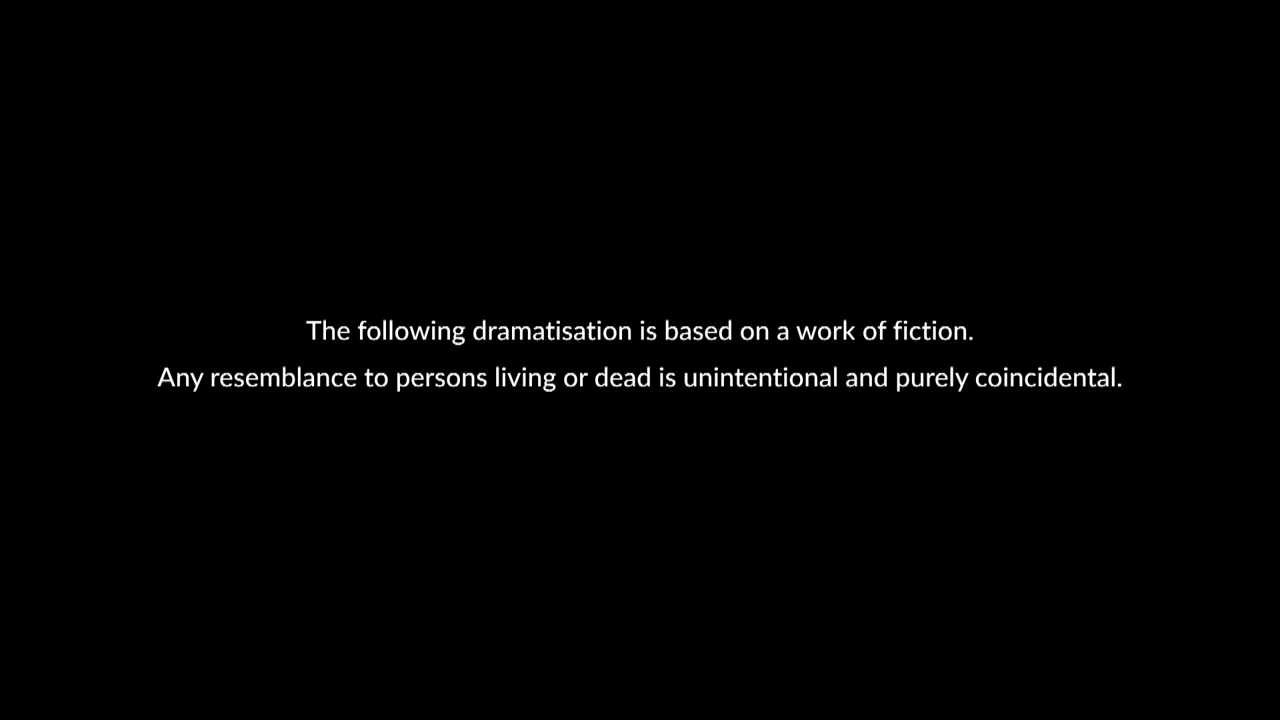 The following dramatisation is based on a work of fiction.
Any resemblance to persons living or dead is unintentional and purely coincidental.